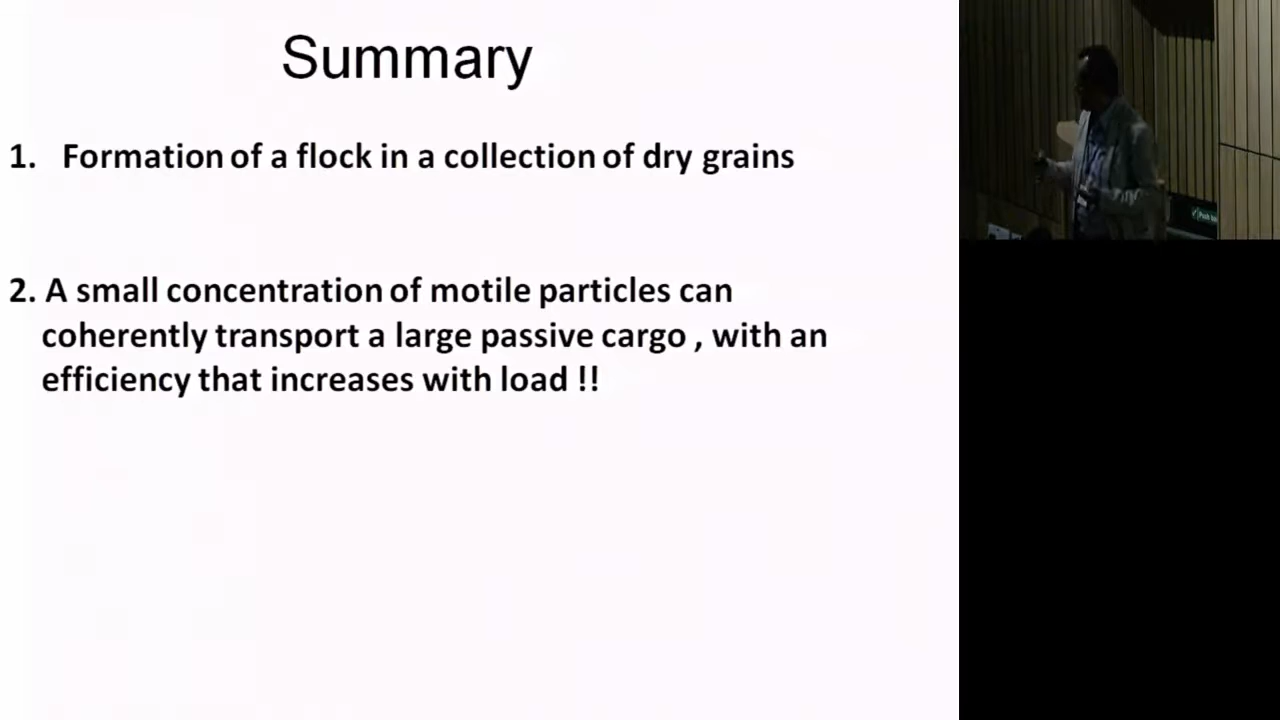 Summary
1. Formation of a flock in a collection of dry grains
2. A small concentration of motile particles can
coherently transport a large passive cargo , with an
efficiency that increases with load !!